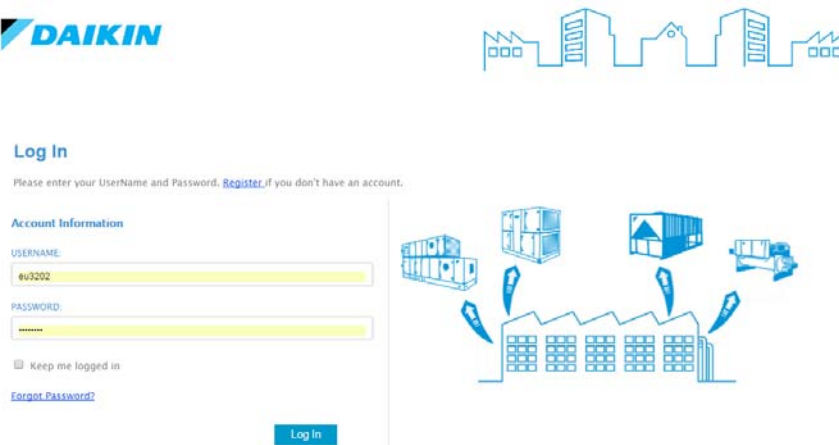 DAIKIN
Log In
Please enter your UserName and Password. Register if you don't have an account.
Account Information
USERNAME:
eu3202
PASSWORD:
••••••••
Keep me logged in
Forgot Password?
Log In